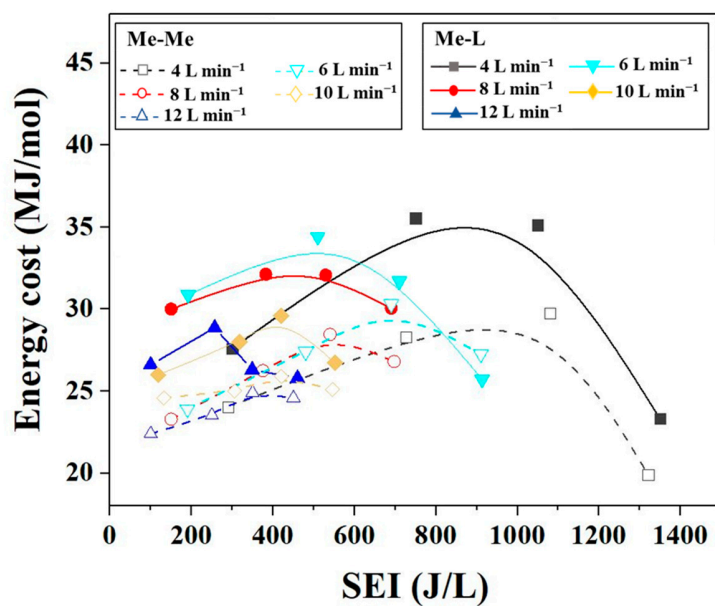 Me-Me
4 L min⁻¹
6 L min⁻¹
8 L min⁻¹
10 L min⁻¹
12 L min⁻¹
Me-L
4 L min⁻¹
6 L min⁻¹
8 L min⁻¹
10 L min⁻¹
12 L min⁻¹
Energy cost (MJ/mol)
45
40
35
30
25
20
0 200 400 600 800 1000 1200 1400
SEI (J/L)